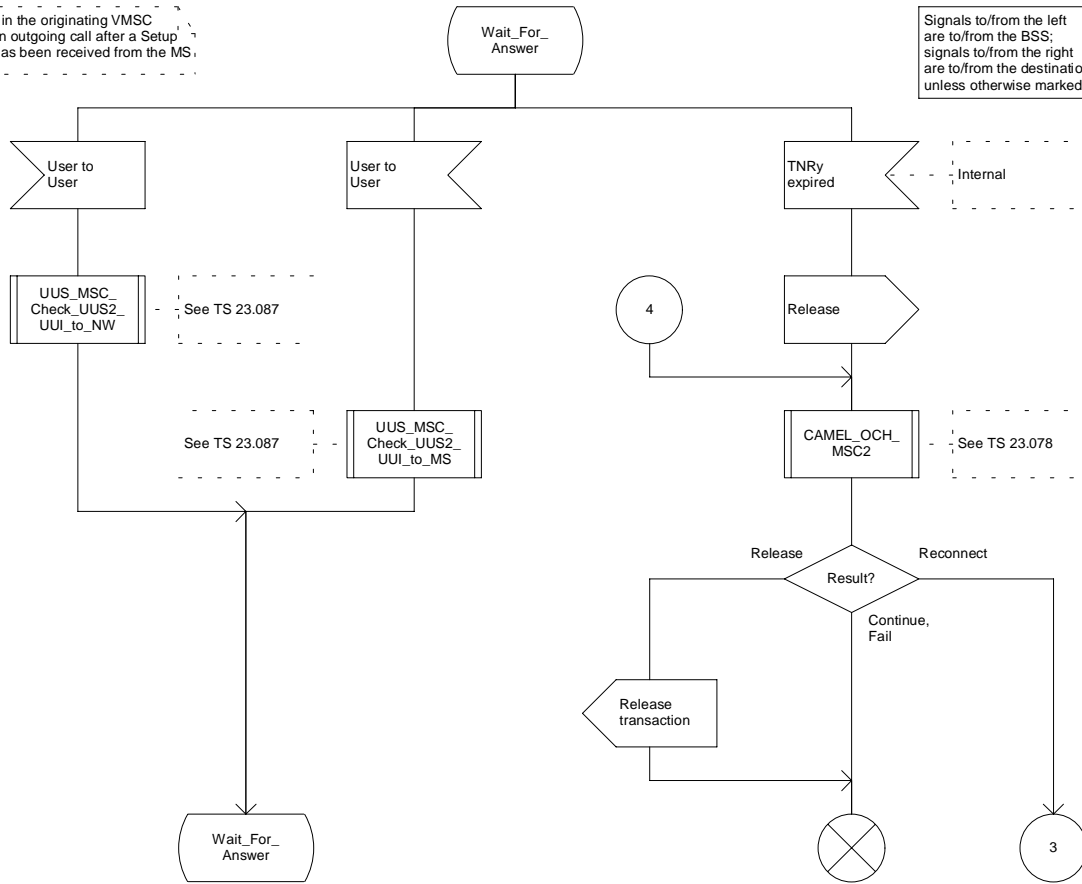 in the originating VMSC
n outgoing call after a Setup
as been received from the MS
Wait_For_
Answer
Signals to/from the left
are to/from the BSS;
signals to/from the right
are to/from the destinatio
unless otherwise marked
User to
User
User to
User
TNRy
expired
Internal
UUS_MSC_
Check_UUS2_
UUI_to_NW
See TS 23.087
4
Release
See TS 23.087
UUS_MSC_
Check_UUS2_
UUI_to_MS
CAMEL_OCH_
MSC2
See TS 23.078
Release
Reconnect
Result?
Continue,
Fail
Release
transaction
Wait_For_
Answer
3